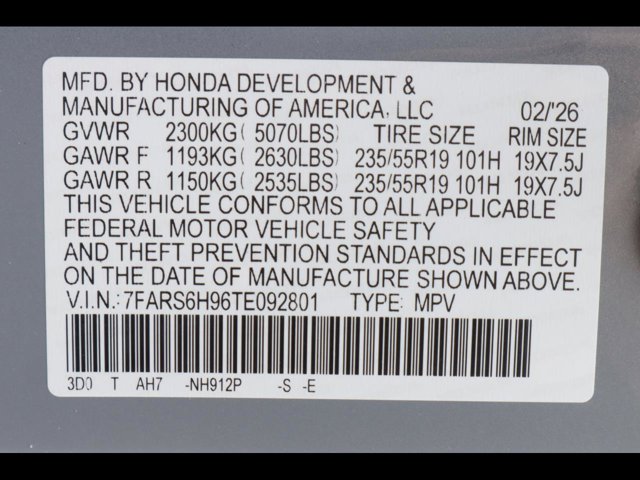 MFD. BY HONDA DEVELOPMENT &
MANUFACTURING OF AMERICA, LLC 02/'26
GVWR 2300KG( 5070LBS) TIRE SIZE RIM SIZE
GAWR F 1193KG( 2630LBS) 235/55R19 101H 19X7.5J
GAWR R 1150KG( 2535LBS) 235/55R19 101H 19X7.5J
THIS VEHICLE CONFORMS TO ALL APPLICABLE
FEDERAL MOTOR VEHICLE SAFETY
AND THEFT PREVENTION STANDARDS IN EFFECT
ON THE DATE OF MANUFACTURE SHOWN ABOVE.
V.I.N.:7FARS6H96TE092801 TYPE: MPV
3D0 T AH7 -NH912P -S -E